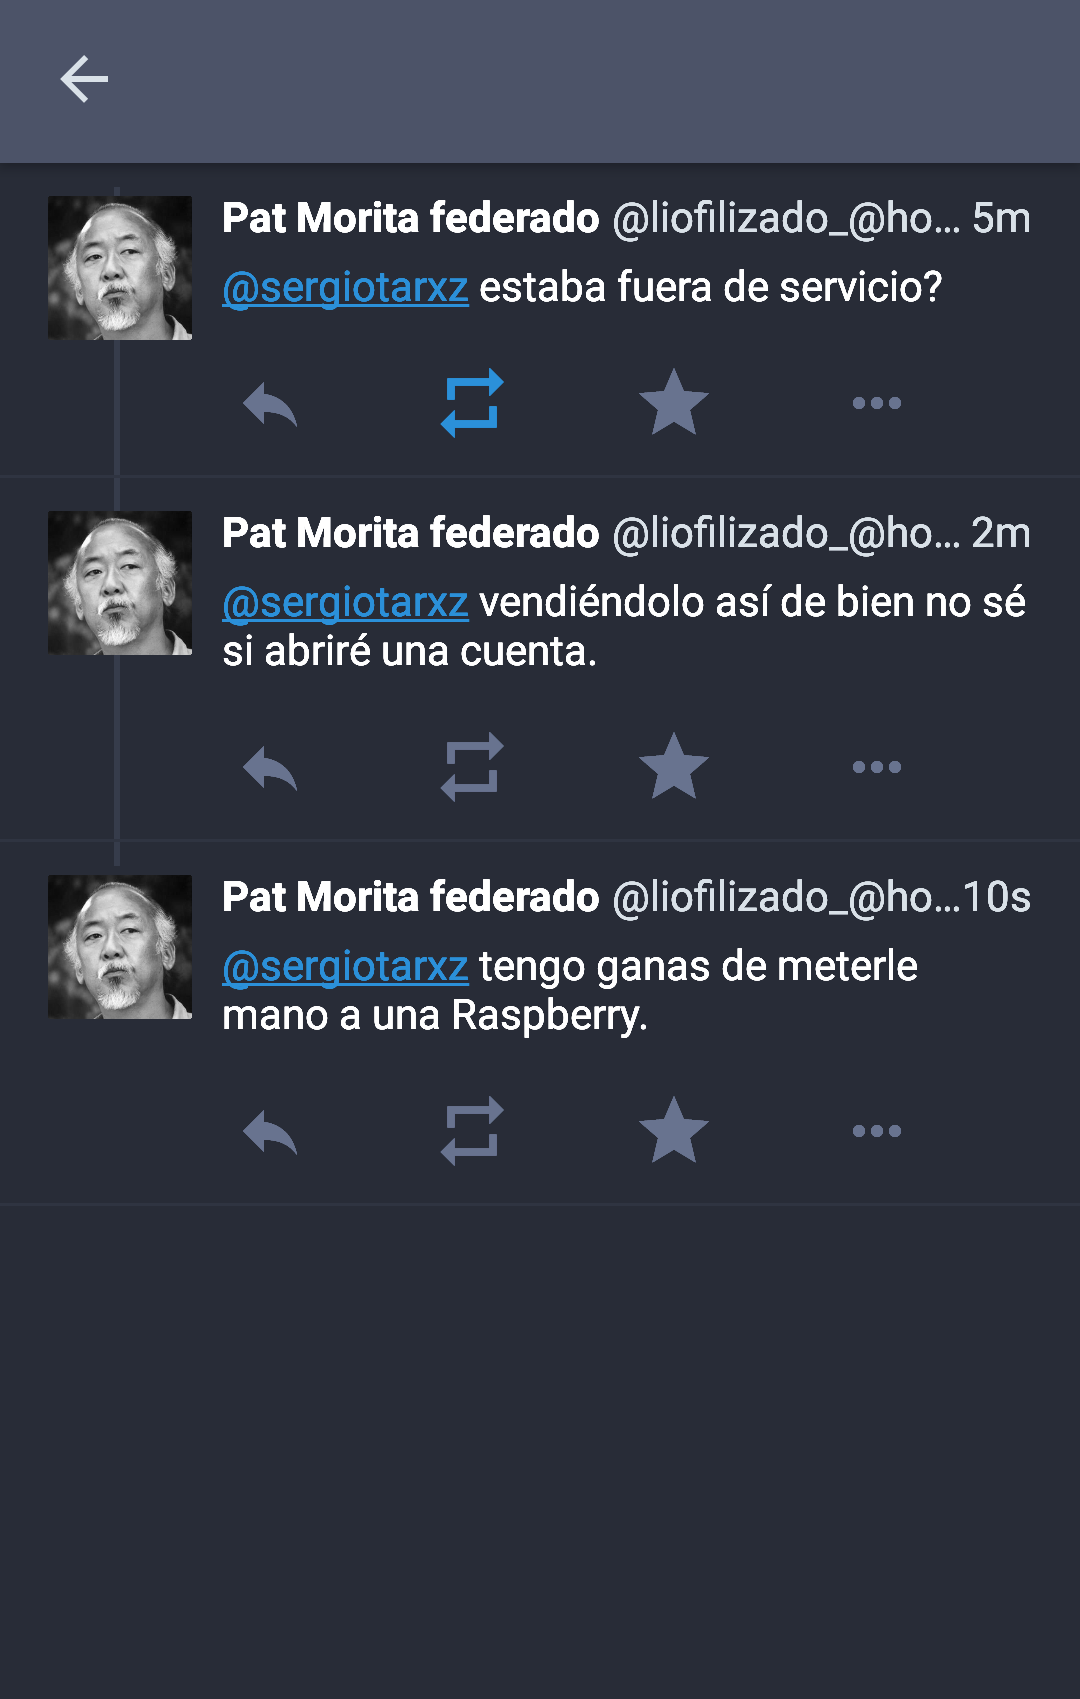 Pat Morita federado @liofilizado_@ho... 5m
@sergiotarxz estaba fuera de servicio?
Pat Morita federado @liofilizado_@ho... 2m
@sergiotarxz vendiéndolo así de bien no sé
si abriré una cuenta.
Pat Morita federado @liofilizado_@ho...10s
@sergiotarxz tengo ganas de meterle
mano a una Raspberry.